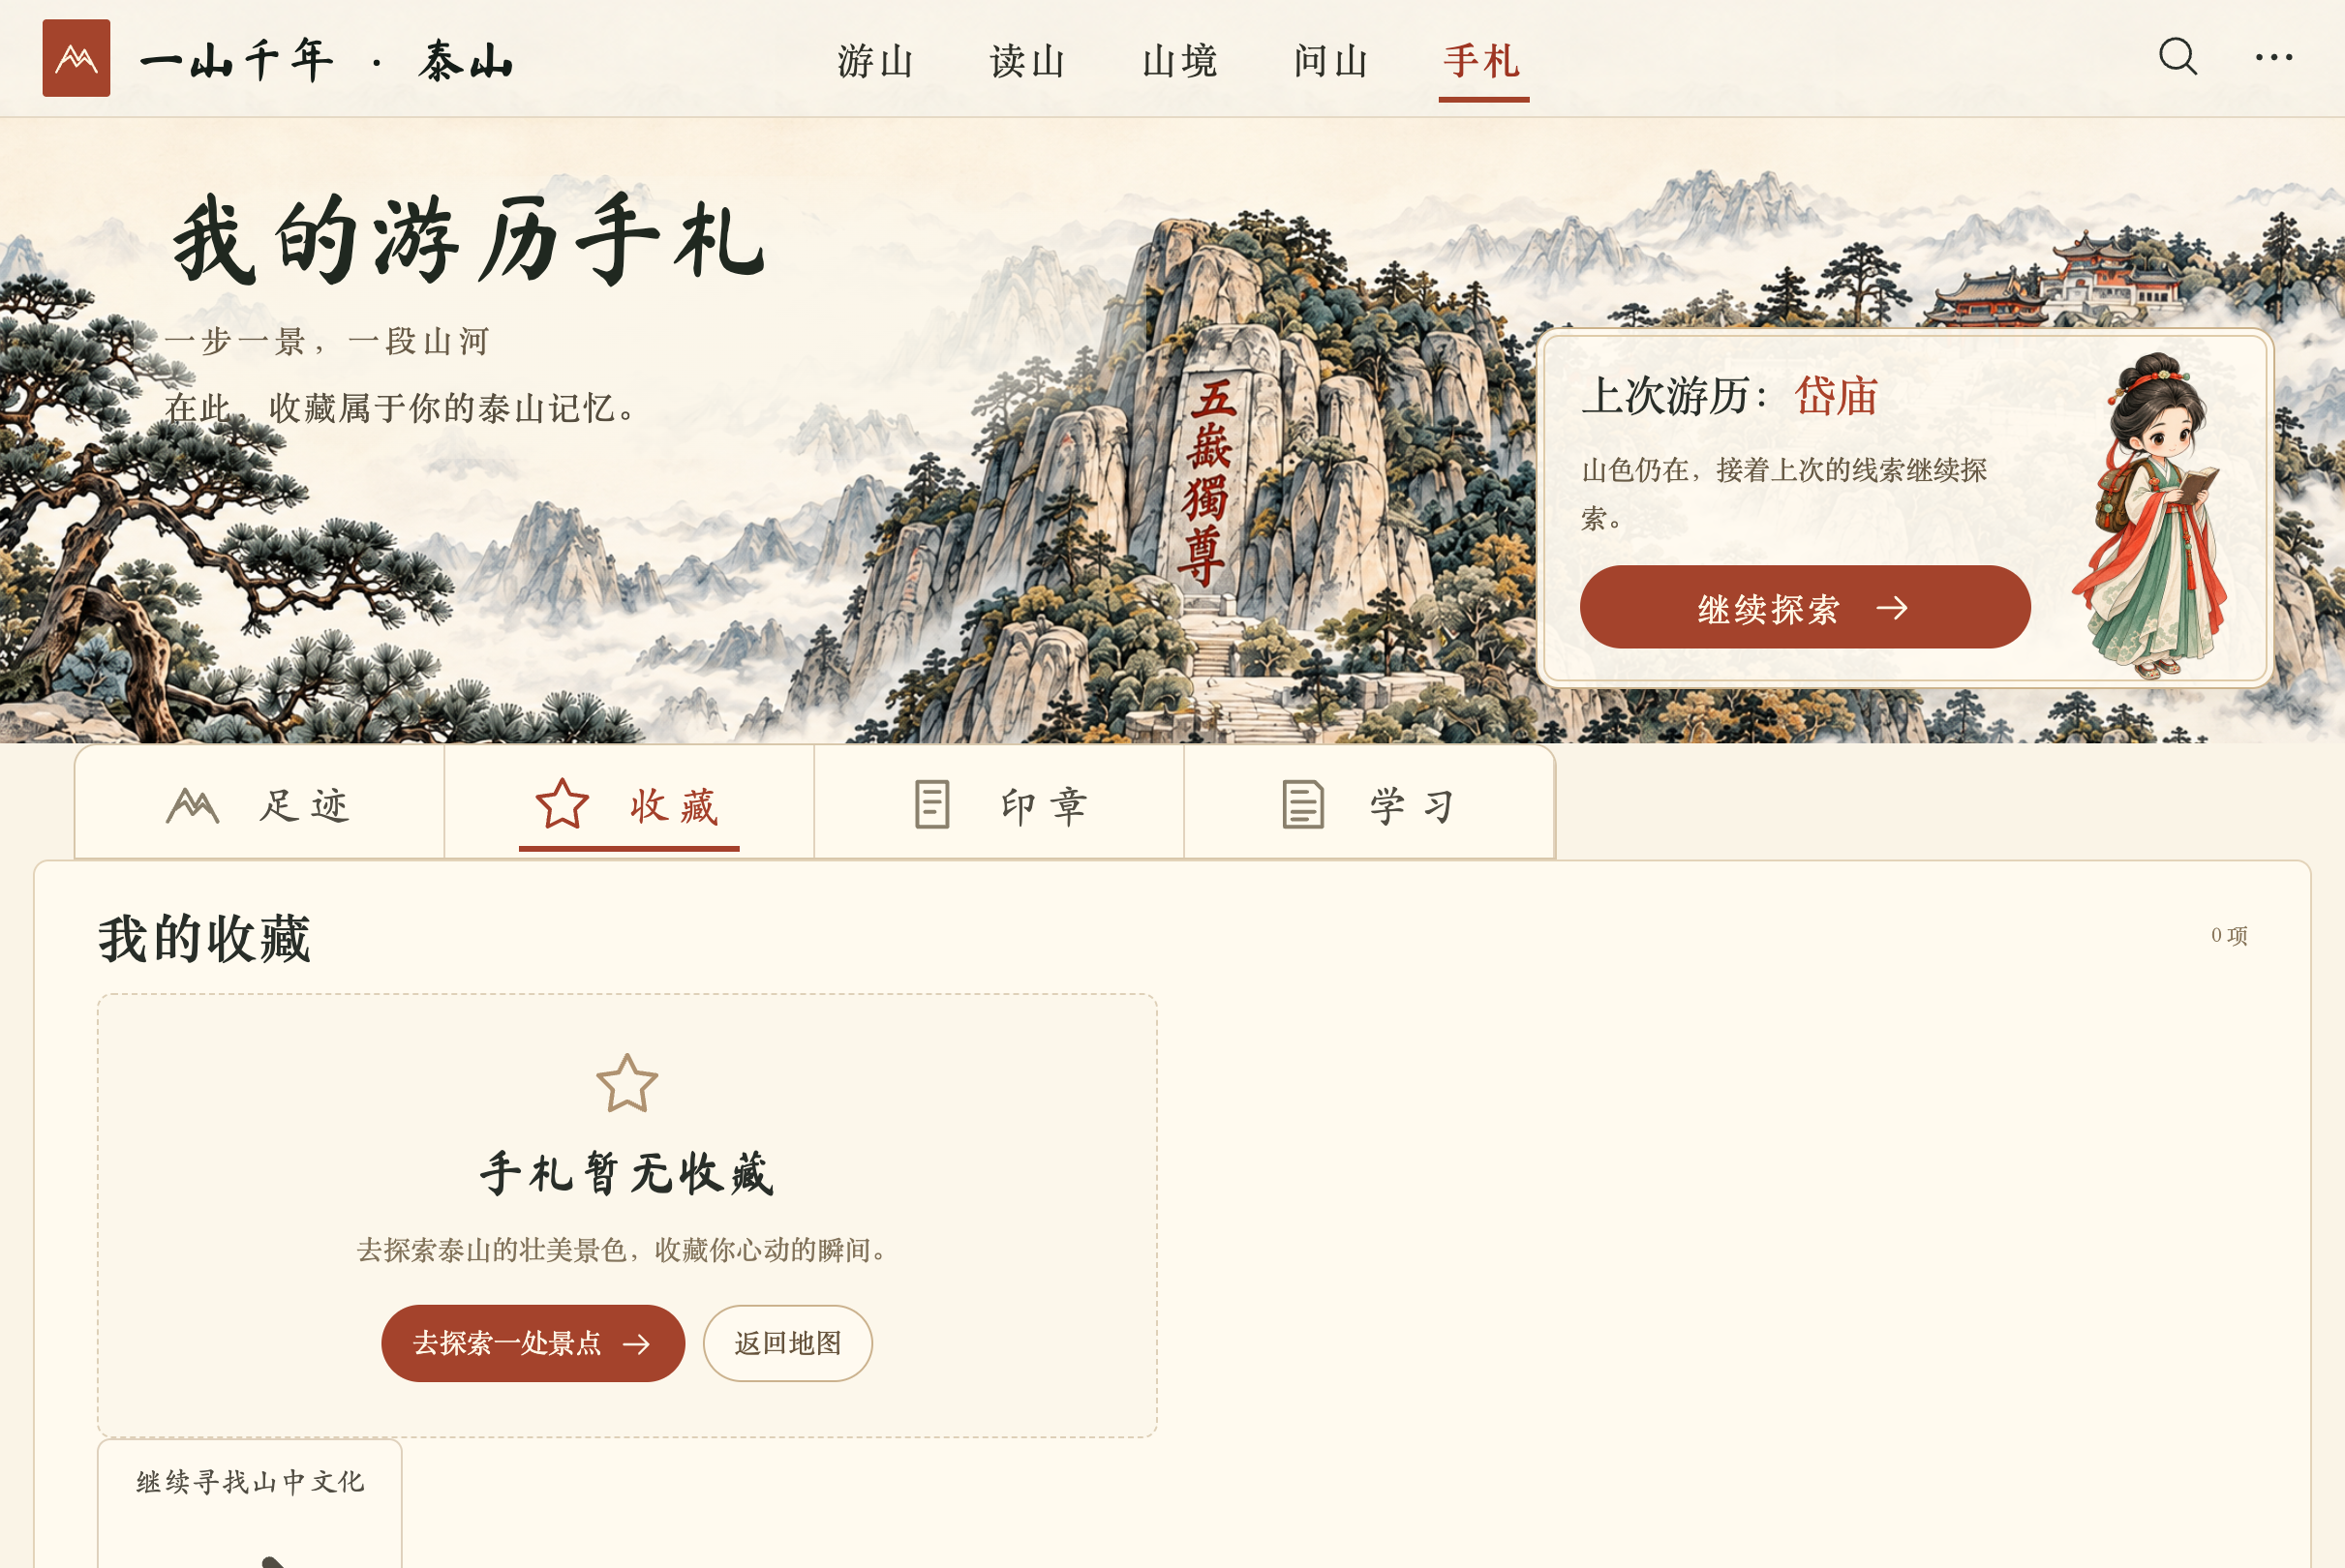 一山千年 · 泰山
游山 读山 山境 问山 手札
我的游历手札
一步一景，一段山河
在此，收藏属于你的泰山记忆。
五嶽獨尊
上次游历：岱庙
山色仍在，接着上次的线索继续探
索。
继续探索
足迹 收藏 印章 学习
我的收藏
0 项
手札暂无收藏
去探索泰山的壮美景色，收藏你心动的瞬间。
去探索一处景点 返回地图
继续寻找山中文化